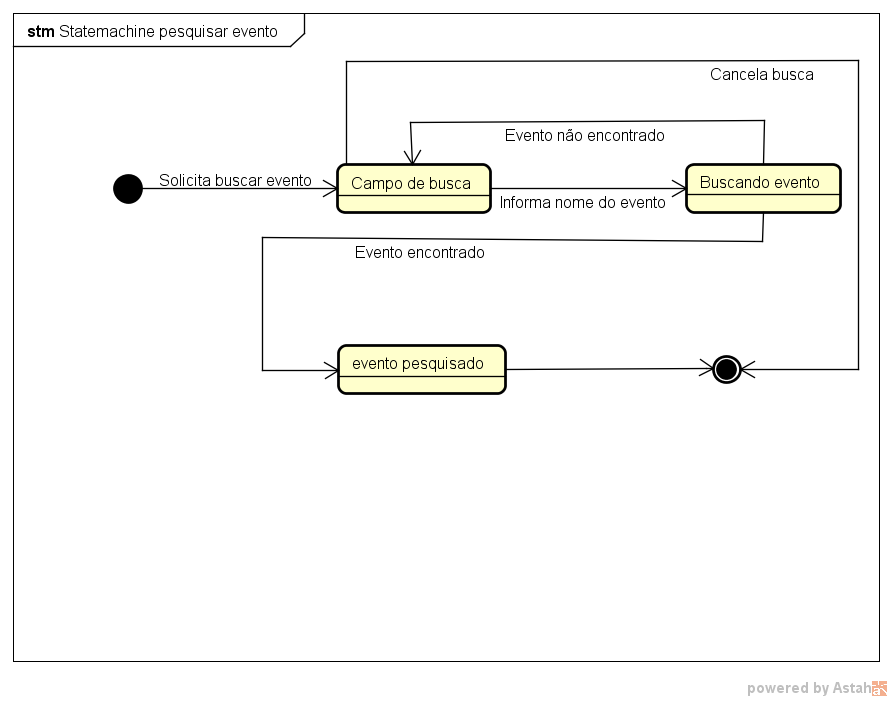 stm Statemachine pesquisar evento
Cancela busca
Evento não encontrado
Solicita buscar evento
Campo de busca
Buscando evento
Informa nome do evento
Evento encontrado
evento pesquisado
powered by Astah